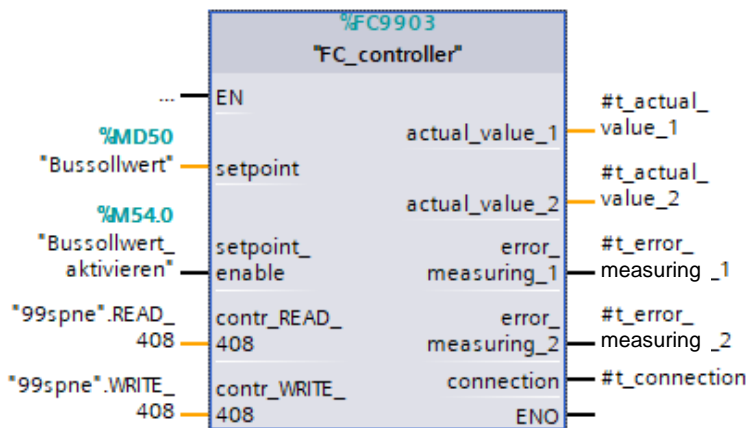 %FC9903
"FC_controller"
... EN
#t_actual_
value_1
actual_value_1
%MD50
"Bussollwert"
setpoint
#t_actual_
value_2
actual_value_2
%M54.0
"Bussollwert_
aktivieren"
setpoint_
enable
error_
measuring_1
#t_error_
measuring _1
"99spne".READ_
408
contr_READ_
408
error_
measuring_2
#t_error_
measuring _2
"99spne".WRITE_
408
contr_WRITE_
408
connection
#t_connection
ENO